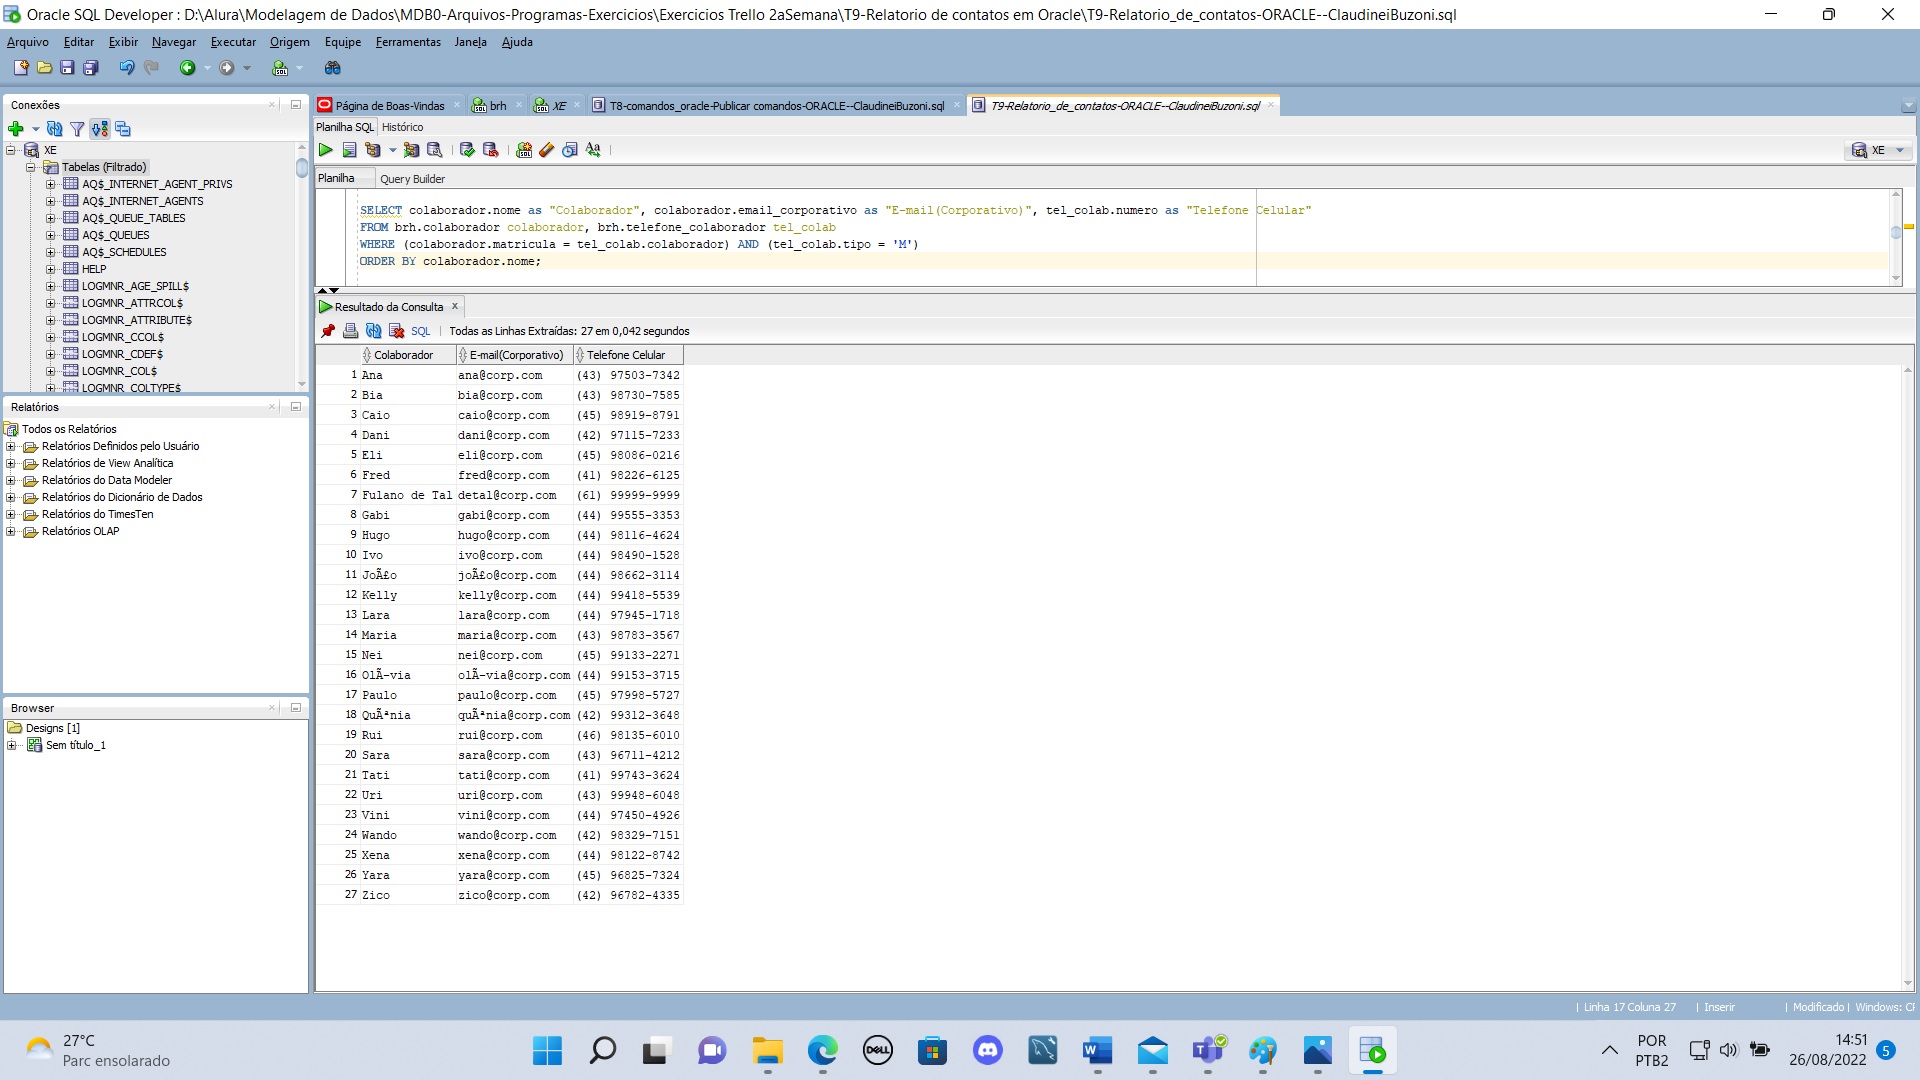 Oracle SQL Developer : D:\Alura\Modelagem de Dados\MDB0-Arquivos-Programas-Exercicios\Exercicios Trello 2aSemana\T9-Relatorio de contatos em Oracle\T9-Relatorio_de_contatos-ORACLE--ClaudineiBuzoni.sql
Arquivo Editar Exibir Navegar Executar Origem Equipe Ferramentas Janela Ajuda
Conexões
XE
Tabelas (Filtrado)
AQ$_INTERNET_AGENT_PRIVS
AQ$_INTERNET_AGENTS
AQ$_QUEUE_TABLES
AQ$_QUEUES
AQ$_SCHEDULES
HELP
LOGMNR_AGE_SPILL$
LOGMNR_ATTRCOL$
LOGMNR_ATTRIBUTE$
LOGMNR_CCOL$
LOGMNR_CDEF$
LOGMNR_COL$
LOGMNR_COLTYPE$
Relatórios
Todos os Relatórios
Relatórios Definidos pelo Usuário
Relatórios de View Analítica
Relatórios do Data Modeler
Relatórios do Dicionário de Dados
Relatórios do TimesTen
Relatórios OLAP
Browser
Designs [1]
Sem título_1
Página de Boas-Vindas brh XE T8-comandos_oracle-Publicar comandos-ORACLE--ClaudineiBuzoni.sql T9-Relatorio_de_contatos-ORACLE--ClaudineiBuzoni.sql
Planilha SQL Histórico
XE
Planilha Query Builder
SELECT colaborador.nome as "Colaborador", colaborador.email_corporativo as "E-mail(Corporativo)", tel_colab.numero as "Telefone Celular"
FROM brh.colaborador colaborador, brh.telefone_colaborador tel_colab
WHERE (colaborador.matricula = tel_colab.colaborador) AND (tel_colab.tipo = 'M')
ORDER BY colaborador.nome;
Resultado da Consulta
SQL Todas as Linhas Extraídas: 27 em 0,042 segundos
Colaborador E-mail(Corporativo) Telefone Celular
1 Ana ana@corp.com (43) 97503-7342
2 Bia bia@corp.com (43) 98730-7585
3 Caio caio@corp.com (45) 98919-8791
4 Dani dani@corp.com (42) 97115-7233
5 Eli eli@corp.com (45) 98086-0216
6 Fred fred@corp.com (41) 98226-6125
7 Fulano de Tal detal@corp.com (61) 99999-9999
8 Gabi gabi@corp.com (44) 99555-3353
9 Hugo hugo@corp.com (44) 98116-4624
10 Ivo ivo@corp.com (44) 98490-1528
11 JoÃ£o joÃ£o@corp.com (44) 98662-3114
12 Kelly kelly@corp.com (44) 99418-5539
13 Lara lara@corp.com (44) 97945-1718
14 Maria maria@corp.com (43) 98783-3567
15 Nei nei@corp.com (45) 99133-2271
16 OlÃ-via olÃ-via@corp.com (44) 99153-3715
17 Paulo paulo@corp.com (45) 97998-5727
18 QuÃªnia quÃªnia@corp.com (42) 99312-3648
19 Rui rui@corp.com (46) 98135-6010
20 Sara sara@corp.com (43) 96711-4212
21 Tati tati@corp.com (41) 99743-3624
22 Uri uri@corp.com (43) 99948-6048
23 Vini vini@corp.com (44) 97450-4926
24 Wando wando@corp.com (42) 98329-7151
25 Xena xena@corp.com (44) 98122-8742
26 Yara yara@corp.com (45) 96825-7324
27 Zico zico@corp.com (42) 96782-4335
Linha 17 Coluna 27 | Inserir | Modificado | Windows: CF
27°C
Parc ensolarado
DELL
POR
PTB2
14:51
26/08/2022
5